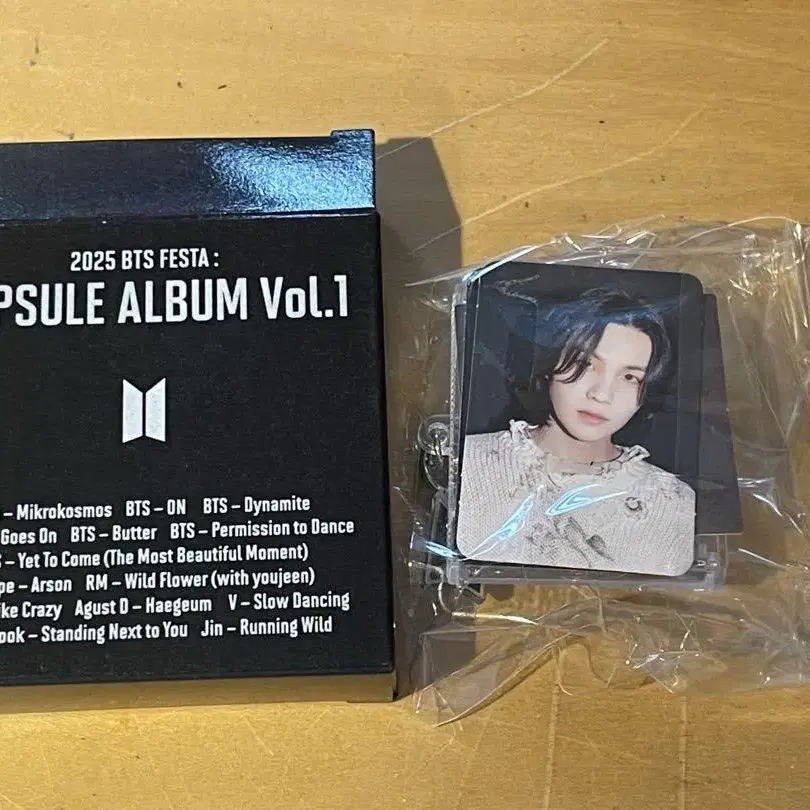 2025 BTS FESTA :
PSULE ALBUM Vol.1
– Mikrokosmos BTS – ON BTS – Dynamite
Goes On BTS – Butter BTS – Permission to Dance
– Yet To Come (The Most Beautiful Moment)
pe – Arson RM – Wild Flower (with youjeen)
ke Crazy Agust D – Haegeum V – Slow Dancing
ook – Standing Next to You Jin – Running Wild